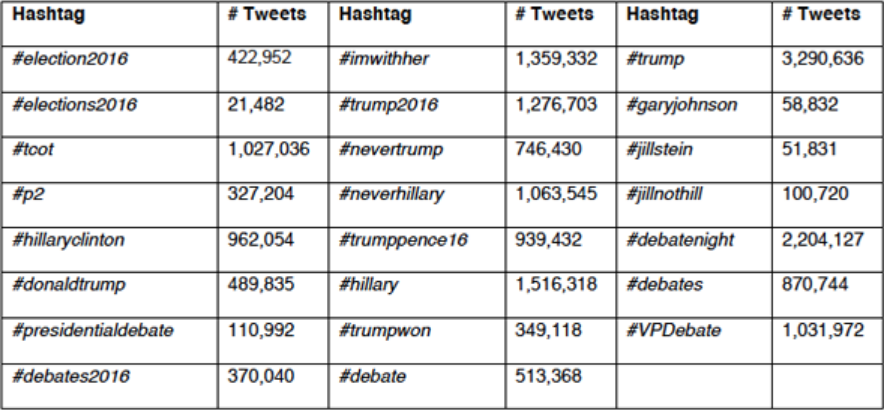 Hashtag # Tweets Hashtag # Tweets Hashtag # Tweets
#election2016 422,952 #imwithher 1,359,332 #trump 3,290,636
#elections2016 21,482 #trump2016 1,276,703 #garyjohnson 58,832
#tcot 1,027,036 #nevertrump 746,430 #jillstein 51,831
#p2 327,204 #neverhillary 1,063,545 #jillnothill 100,720
#hillaryclinton 962,054 #trumppence16 939,432 #debatenight 2,204,127
#donaldtrump 489,835 #hillary 1,516,318 #debates 870,744
#presidentialdebate 110,992 #trumpwon 349,118 #VPDebate 1,031,972
#debates2016 370,040 #debate 513,368